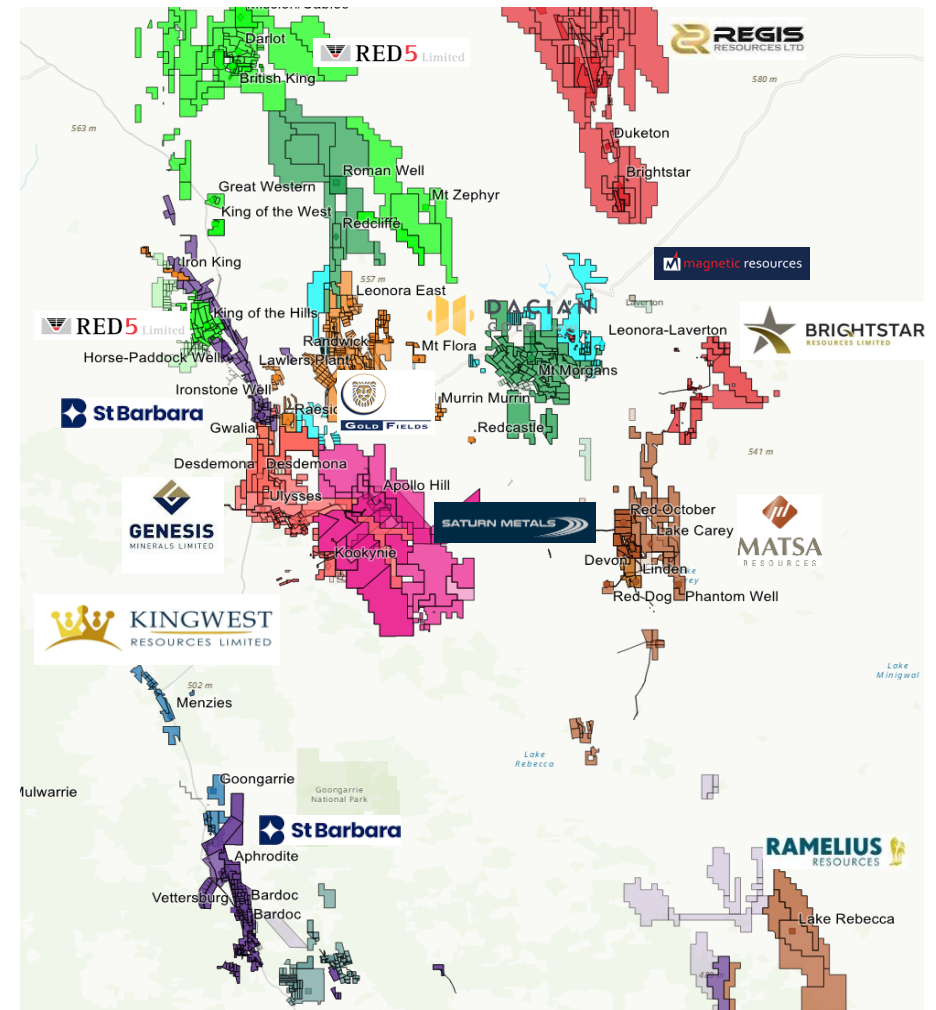 Darlot
RED5 Limited
REGIS
RESOURCES LTD
British King
580 m
563 m
Duketon
Roman Well
Brightstar
Great Western
Mt Zephyr
King of the West
Redcliffe
Iron King
magnetic resources
557 m
Leonora East
DACIAN
Laverton
RED5 Limited
King of the Hills
Leonora-Laverton
BRIGHTSTAR
RESOURCES LIMITED
Randwick
Mt Flora
Horse-Paddock Well
Lawlers Plant
Mt Morgans
Ironstone Well
Murrin Murrin
St Barbara
GOLD FIELDS
Gwalia
Redcastle
541 m
Desdemona
Desdemona
Apollo Hill
Ulysses
GENESIS
MINERALS LIMITED
SATURN METALS
Red October
Lake Carey
MATSA
RESOURCES
Kookynie
Devon
Linden
Red Dog
Phantom Well
KINGWEST
RESOURCES LIMITED
Lake
Minigwal
502 m
Menzies
Lake
Rebecca
Goongarrie
Mulwarrie
Goongarrie
National Park
St Barbara
Aphrodite
RAMELIUS
RESOURCES
Vettersburg
Bardoc
Bardoc
Lake Rebecca